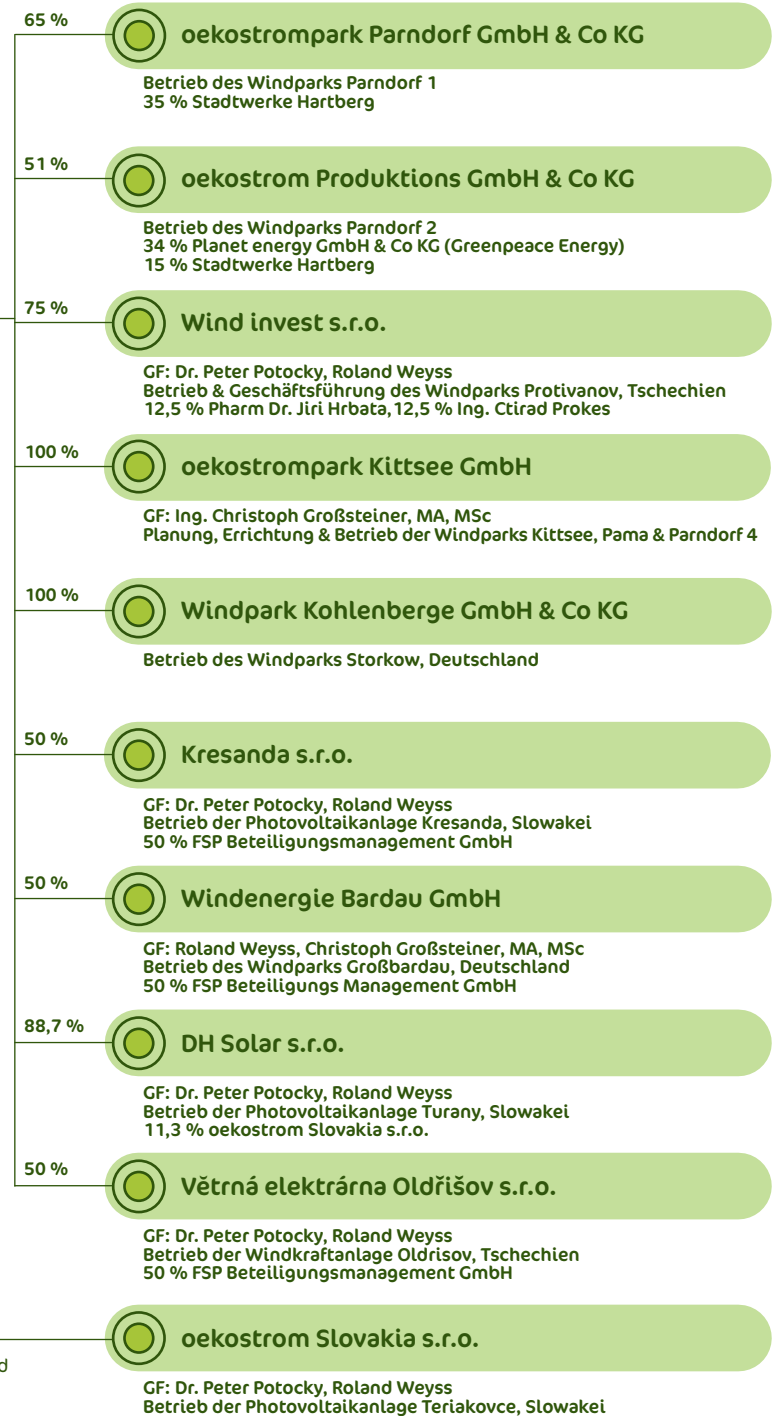 65 %
oekostrompark Parndorf GmbH & Co KG
Betrieb des Windparks Parndorf 1
35 % Stadtwerke Hartberg
51 %
oekostrom Produktions GmbH & Co KG
Betrieb des Windparks Parndorf 2
34 % Planet energy GmbH & Co KG (Greenpeace Energy)
15 % Stadtwerke Hartberg
75 %
Wind invest s.r.o.
GF: Dr. Peter Potocky, Roland Weyss
Betrieb & Geschäftsführung des Windparks Protivanov, Tschechien
12,5 % Pharm Dr. Jiri Hrbata, 12,5 % Ing. Ctirad Prokes
100 %
oekostrompark Kittsee GmbH
GF: Ing. Christoph Großsteiner, MA, MSc
Planung, Errichtung & Betrieb der Windparks Kittsee, Pama & Parndorf 4
100 %
Windpark Kohlenberge GmbH & Co KG
Betrieb des Windparks Storkow, Deutschland
50 %
Kresanda s.r.o.
GF: Dr. Peter Potocky, Roland Weyss
Betrieb der Photovoltaikanlage Kresanda, Slowakei
50 % FSP Beteiligungsmanagement GmbH
50 %
Windenergie Bardau GmbH
GF: Roland Weyss, Christoph Großsteiner, MA, MSc
Betrieb des Windparks Großbardau, Deutschland
50 % FSP Beteiligungs Management GmbH
88,7 %
DH Solar s.r.o.
GF: Dr. Peter Potocky, Roland Weyss
Betrieb der Photovoltaikanlage Turany, Slowakei
11,3 % oekostrom Slovakia s.r.o.
50 %
Větrná elektrárna Oldřišov s.r.o.
GF: Dr. Peter Potocky, Roland Weyss
Betrieb der Windkraftanlage Oldrisov, Tschechien
50 % FSP Beteiligungsmanagement GmbH
oekostrom Slovakia s.r.o.
d
GF: Dr. Peter Potocky, Roland Weyss
Betrieb der Photovoltaikanlage Teriakovce, Slowakei